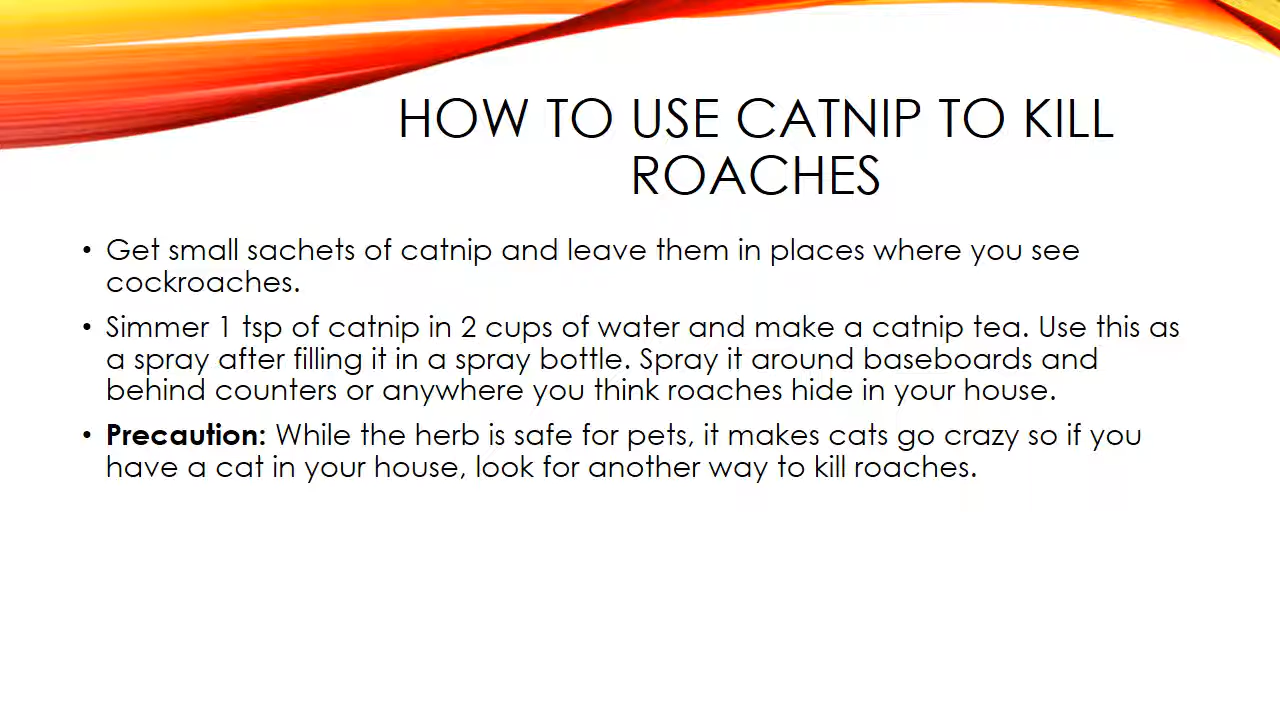 HOW TO USE CATNIP TO KILL
ROACHES
• Get small sachets of catnip and leave them in places where you see
cockroaches.
• Simmer 1 tsp of catnip in 2 cups of water and make a catnip tea. Use this as
a spray after filling it in a spray bottle. Spray it around baseboards and
behind counters or anywhere you think roaches hide in your house.
• Precaution: While the herb is safe for pets, it makes cats go crazy so if you
have a cat in your house, look for another way to kill roaches.